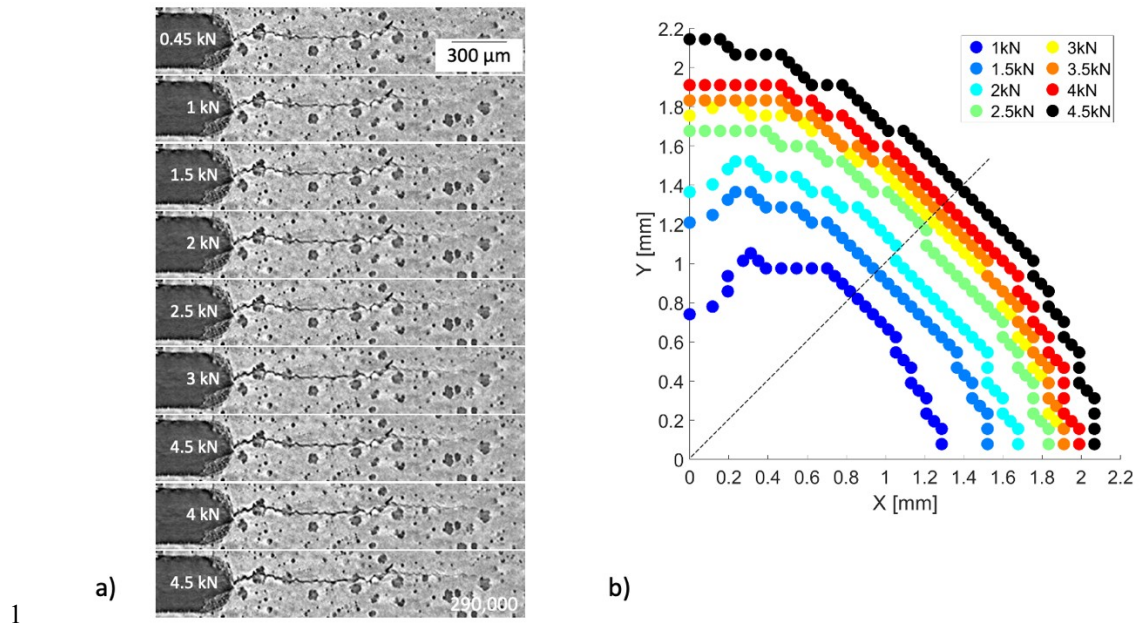 0.45 kN
300 µm
1 kN
1.5 kN
2 kN
2.5 kN
3 kN
4.5 kN
4 kN
4.5 kN
290.000
a)
2.2
2
1.8
1.6
1.4
1.2
1
0.8
0.6
0.4
0.2
0
Y [mm]
1kN 3kN
1.5kN 3.5kN
2kN 4kN
2.5kN 4.5kN
0 0.2 0.4 0.6 0.8 1 1.2 1.4 1.6 1.8 2 2.2
X [mm]
b)
1